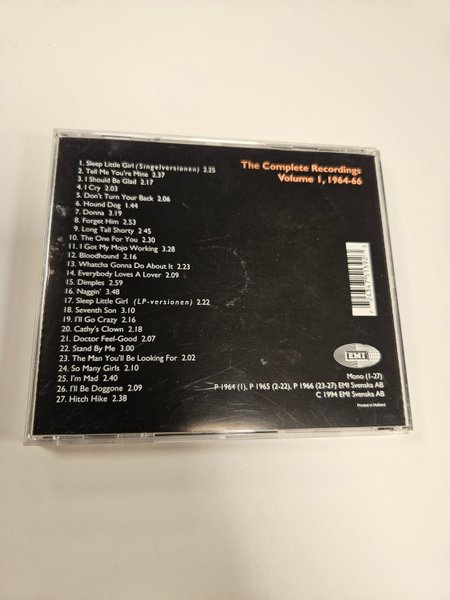 1. Sleep Little Girl (Singelversionen) 2.25
2. Tell Me You're Mine 2.37
3. I Should Be Glad 2.17
4. I Cry 2.03
5. Don't Turn Your Back 2.06
6. Hound Dog 1.44
7. Donna 3.19
8. Forget Him 2.53
9. Long Tall Shorty 2.45
10. The One For You 2.30
11. I Got My Mojo Working 3.28
12. Bloodhound 2.16
13. Whatcha Gonna Do About It 2.23
14. Everybody Loves A Lover 2.09
15. Dimples 2.59
16. Naggin' 3.48
17. Sleep Little Girl (LP-versionen) 2.22
18. Seventh Son 3.10
19. I'll Go Crazy 2.16
20. Cathy's Clown 2.18
21. Doctor Feel-Good 2.07
22. Stand By Me 3.00
23. The Man You'll Be Looking For 2.02
24. So Many Girls 2.10
25. I'm Mad 2.40
26. I'll Be Doggone 2.09
27. Hitch Hike 2.38
The Complete Recordings
Volume 1, 1964-66
EMI
Mono (1-27)
P 1964 (1), P 1965 (2-22), P 1966 (23-27) EMI Svenska AB
C 1994 EMI Svenska AB
Printed in Holland